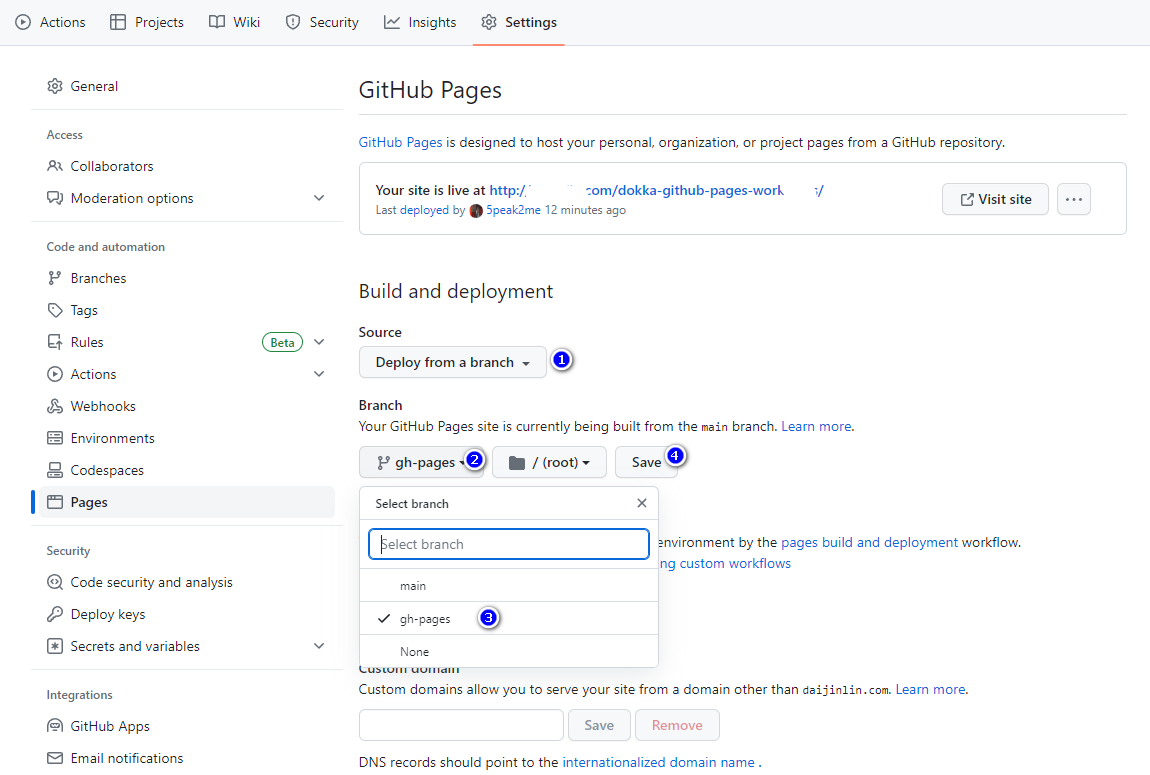 Actions Projects Wiki Security Insights Settings
General
Access
Collaborators
Moderation options
Code and automation
Branches
Tags
Rules Beta
Actions
Webhooks
Environments
Codespaces
Pages
Security
Code security and analysis
Deploy keys
Secrets and variables
Integrations
GitHub Apps
Email notifications
GitHub Pages
GitHub Pages is designed to host your personal, organization, or project pages from a GitHub repository.
Your site is live at http:/ .com/dokka-github-pages-work /
Visit site
Last deployed by 5peak2me 12 minutes ago
Build and deployment
Source
Deploy from a branch 1
Branch
Your GitHub Pages site is currently being built from the main branch. Learn more.
gh-pages 2 / (root) Save 4
Select branch
Select branch
environment by the pages build and deployment workflow.
custom workflows
main
gh-pages 3
None
Custom domain
Custom domains allow you to serve your site from a domain other than daijinlin.com. Learn more.
Save Remove
DNS records should point to the internationalized domain name .